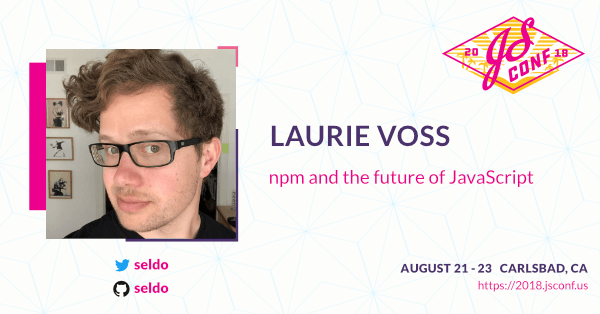 20 JS 18
CONF
LAURIE VOSS
npm and the future of JavaScript
seldo
seldo
AUGUST 21 - 23 CARLSBAD, CA
https://2018.jsconf.us